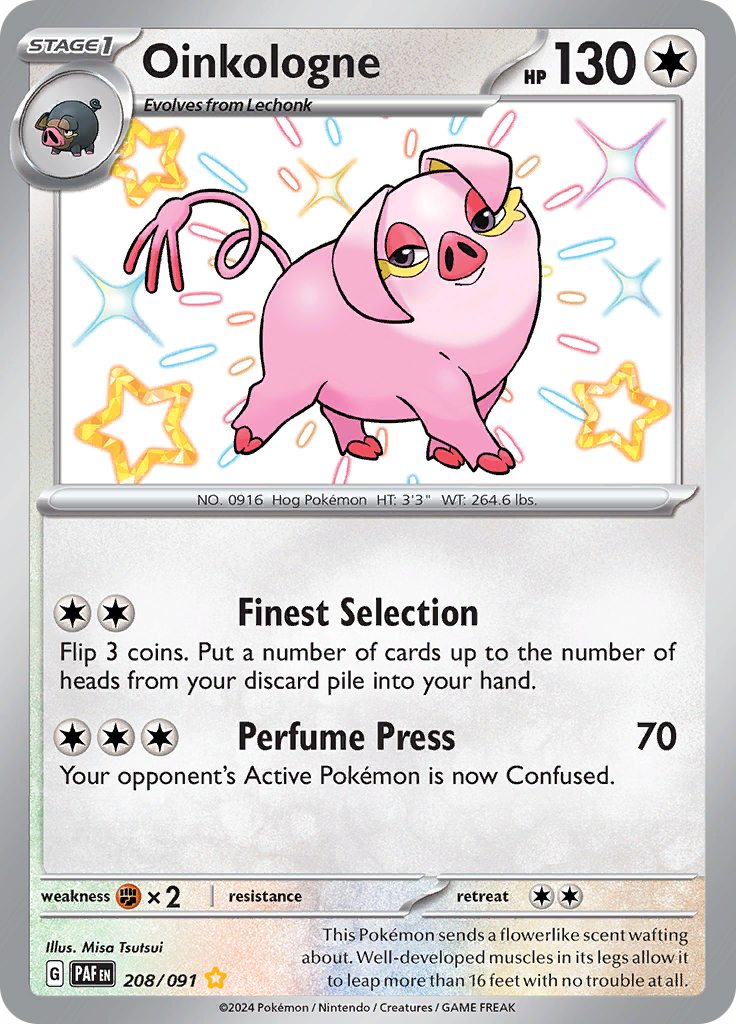 STAGE1
Oinkologne
HP 130
Evolves from Lechonk
NO. 0916 Hog Pokémon HT: 3'3" WT: 264.6 lbs.
Finest Selection
Flip 3 coins. Put a number of cards up to the number of
heads from your discard pile into your hand.
Perfume Press 70
Your opponent's Active Pokémon is now Confused.
weakness ×2 resistance retreat
Illus. Misa Tsutsui
G PAF EN 208/091
This Pokémon sends a flowerlike scent wafting
about. Well-developed muscles in its legs allow it
to leap more than 16 feet with no trouble at all.
©2024 Pokémon / Nintendo / Creatures / GAME FREAK